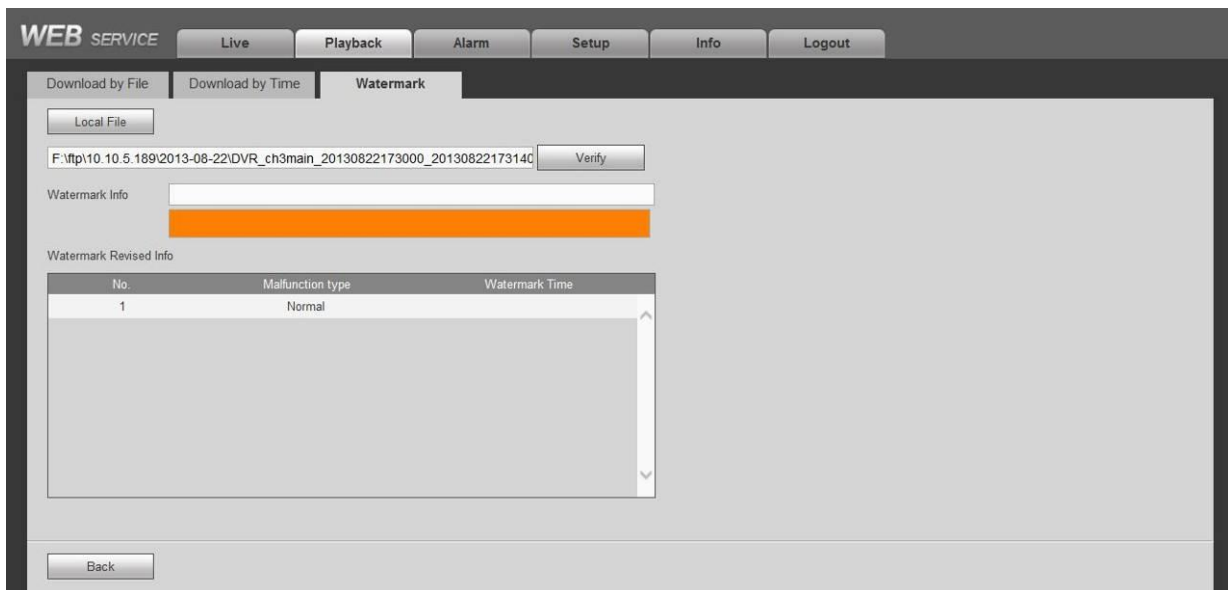 WEB SERVICE Live Playback Alarm Setup Info Logout
Download by File Download by Time Watermark
Local File
F:\ftp\10.10.5.189\2013-08-22\DVR_ch3main_20130822173000_20130822173140 Verify
Watermark Info
Watermark Revised Info
No. Malfunction type Watermark Time
1 Normal
Back